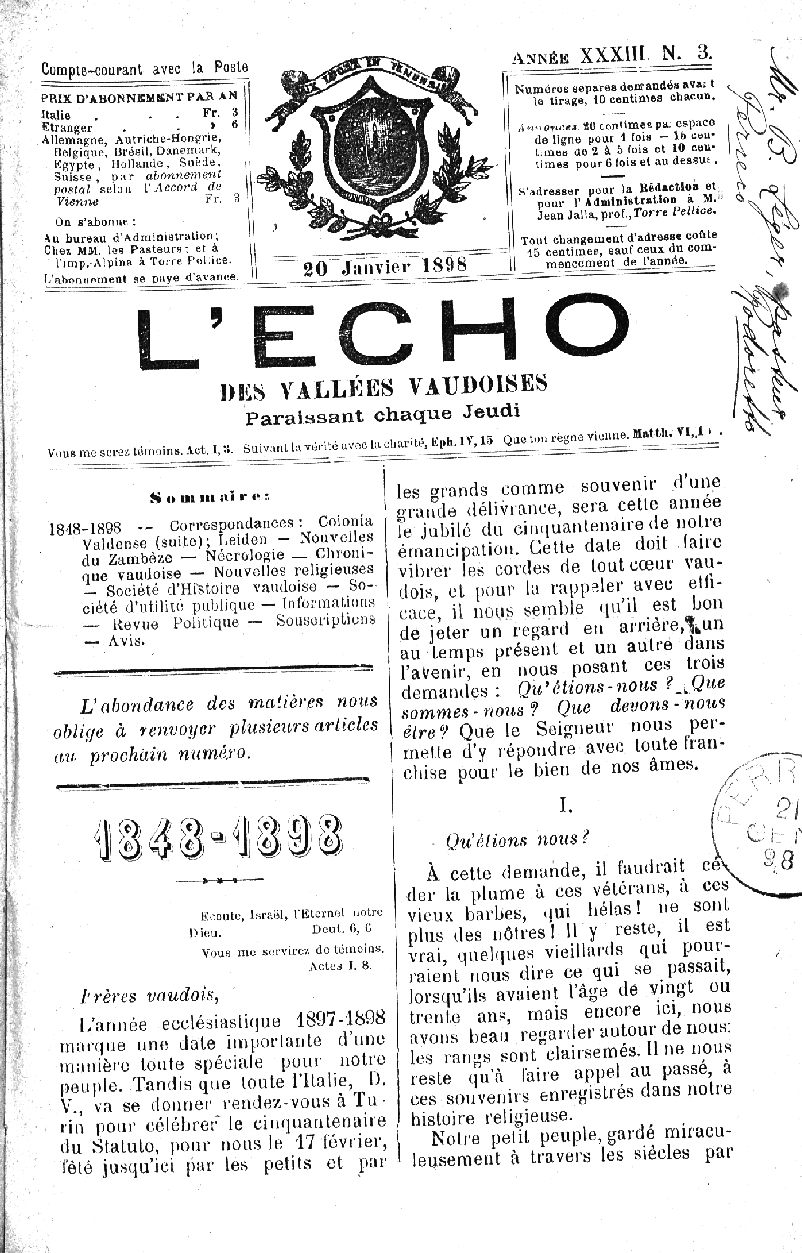 Compte-courant avec la Poste
PRIX D'ABONNEMENT PAR AN
Italie . . . Fr. 3
Etranger . . » 6
Allemagne, Autriche-Hongrie,
Belgique, Brésil, Danemark,
Egypte, Hollande, Suède,
Suisse, par abonnement
postal selon l'Accord de
Vienne Fr. 3
On s'abonne:
Au bureau d'Administration;
Chez MM. les Pasteurs; et à
l'Imp. Alpina à Torre Pellice.
L'abonnement se paye d'avance.
20 Janvier 1898
ANNÉE XXXIII. N. 3.
Numéros séparés demandés avant
le tirage, 10 centimes chacun.
Annonces: 20 centimes par espace
de ligne pour 1 fois — 15 cen-
times de 2 à 5 fois et 10 cen-
times pour 6 fois et au dessus.
S'adresser pour la Rédaction et
pour l'Administration à M.
Jean Jalla, prof., Torre Pellice.
Tout changement d'adresse coûte
15 centimes, sauf ceux du com-
mencement de l'année.
Mr. B. Leger, pasteur
Perrero Rodoretto
L'ECHO
DES VALLÉES VAUDOISES
Paraissant chaque Jeudi
Vous me serez témoins. Act. I, 8. Suivant la vérité avec la charité, Eph. IV, 15 Que ton règne vienne. Matth. VI,
Sommaire:
1848-1898 -- Correspondances: Colonia
Valdense (suite); Leiden — Nouvelles
du Zambèze — Nécrologie — Chroni-
que vaudoise — Nouvelles religieuses
— Société d'Histoire vaudoise — So-
ciété d'utilité publique — Informations
— Revue Politique — Souscriptions
— Avis.
L'abondance des matières nous
oblige à renvoyer plusieurs articles
au prochain numéro.
1848-1898
Ecoute, Israël, l'Eternel notre
Dieu. Deut. 6, 6
Vous me servirez de témoins.
Actes I. 8.
Frères vaudois,
L'année ecclésiastique 1897-1898
marque une date importante d'une
manière toute spéciale pour notre
peuple. Tandis que toute l'Italie, D.
V., va se donner rendez-vous à Tu-
rin pour célébrer le cinquantenaire
du Statuto, pour nous le 17 février,
fêté jusqu'ici par les petits et par
les grands comme souvenir d'une
grande délivrance, sera cette année
le jubilé du cinquantenaire de notre
émancipation. Cette date doit faire
vibrer les cordes de tout cœur vau-
dois, et pour la rappeler avec effi-
cace, il nous semble qu'il est bon
de jeter un regard en arrière, un
au temps présent et un autre dans
l'avenir, en nous posant ces trois
demandes: Qu'étions-nous? Que
sommes-nous? Que devons-nous
être? Que le Seigneur nous per-
mette d'y répondre avec toute fran-
chise pour le bien de nos âmes.
I.
Qu'étions nous?
À cette demande, il faudrait cé-
der la plume à ces vétérans, à ces
vieux barbes, qui hélas! ne sont
plus des nôtres! Il y reste, il est
vrai, quelques vieillards qui pour-
raient nous dire ce qui se passait,
lorsqu'ils avaient l'âge de vingt ou
trente ans, mais encore ici, nous
avons beau regarder autour de nous:
les rangs sont clairsemés. Il ne nous
reste qu'à faire appel au passé, à
ces souvenirs enregistrés dans notre
histoire religieuse.
Notre petit peuple, gardé miracu-
leusement à travers les siècles par
PERR
21
GEN
98